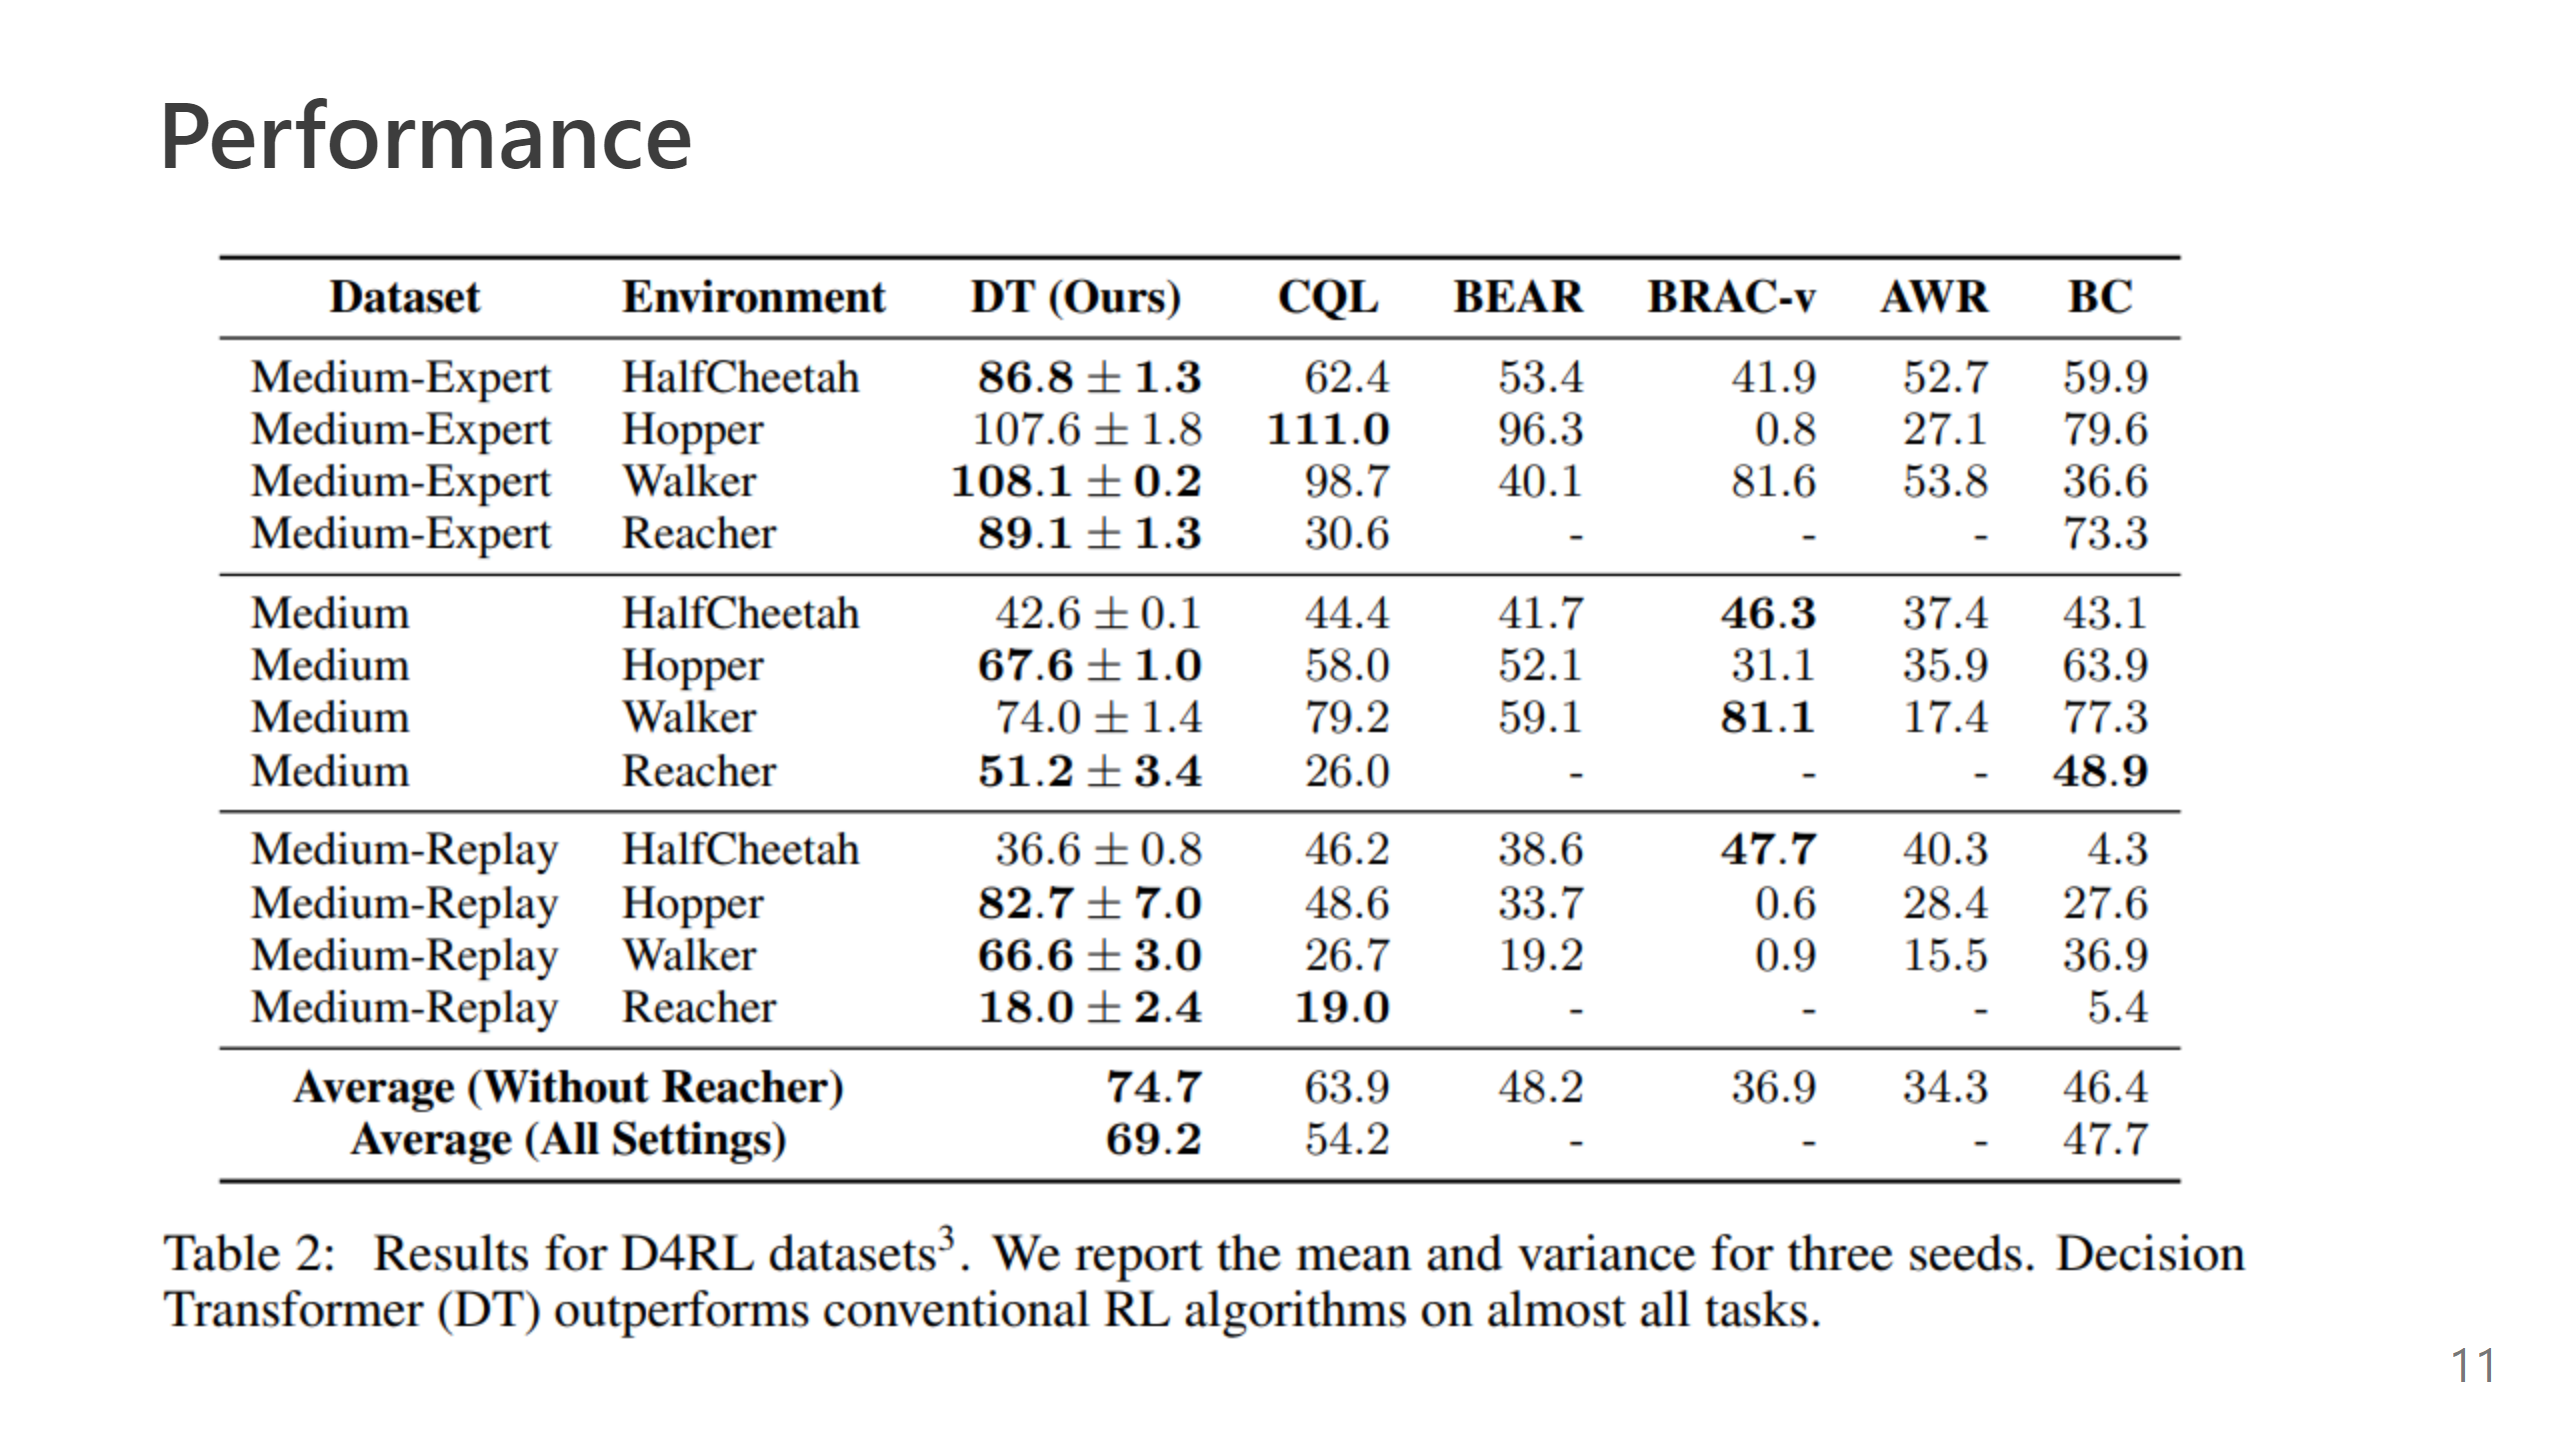 Performance
Dataset Environment DT (Ours) CQL BEAR BRAC-v AWR BC
Medium-Expert HalfCheetah 86.8 ± 1.3 62.4 53.4 41.9 52.7 59.9
Medium-Expert Hopper 107.6 ± 1.8 111.0 96.3 0.8 27.1 79.6
Medium-Expert Walker 108.1 ± 0.2 98.7 40.1 81.6 53.8 36.6
Medium-Expert Reacher 89.1 ± 1.3 30.6 - - - 73.3
Medium HalfCheetah 42.6 ± 0.1 44.4 41.7 46.3 37.4 43.1
Medium Hopper 67.6 ± 1.0 58.0 52.1 31.1 35.9 63.9
Medium Walker 74.0 ± 1.4 79.2 59.1 81.1 17.4 77.3
Medium Reacher 51.2 ± 3.4 26.0 - - - 48.9
Medium-Replay HalfCheetah 36.6 ± 0.8 46.2 38.6 47.7 40.3 4.3
Medium-Replay Hopper 82.7 ± 7.0 48.6 33.7 0.6 28.4 27.6
Medium-Replay Walker 66.6 ± 3.0 26.7 19.2 0.9 15.5 36.9
Medium-Replay Reacher 18.0 ± 2.4 19.0 - - - 5.4
Average (Without Reacher) 74.7 63.9 48.2 36.9 34.3 46.4
Average (All Settings) 69.2 54.2 - - - 47.7
Table 2: Results for D4RL datasets³. We report the mean and variance for three seeds. Decision
Transformer (DT) outperforms conventional RL algorithms on almost all tasks.
11